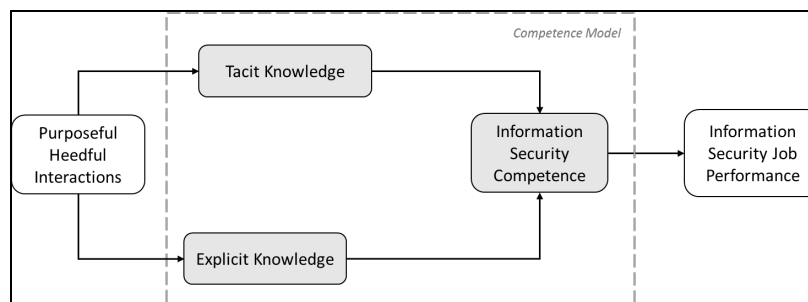 Competence Model
Tacit Knowledge
Purposeful
Heedful
Interactions
Information
Security
Competence
Information
Security Job
Performance
Explicit Knowledge